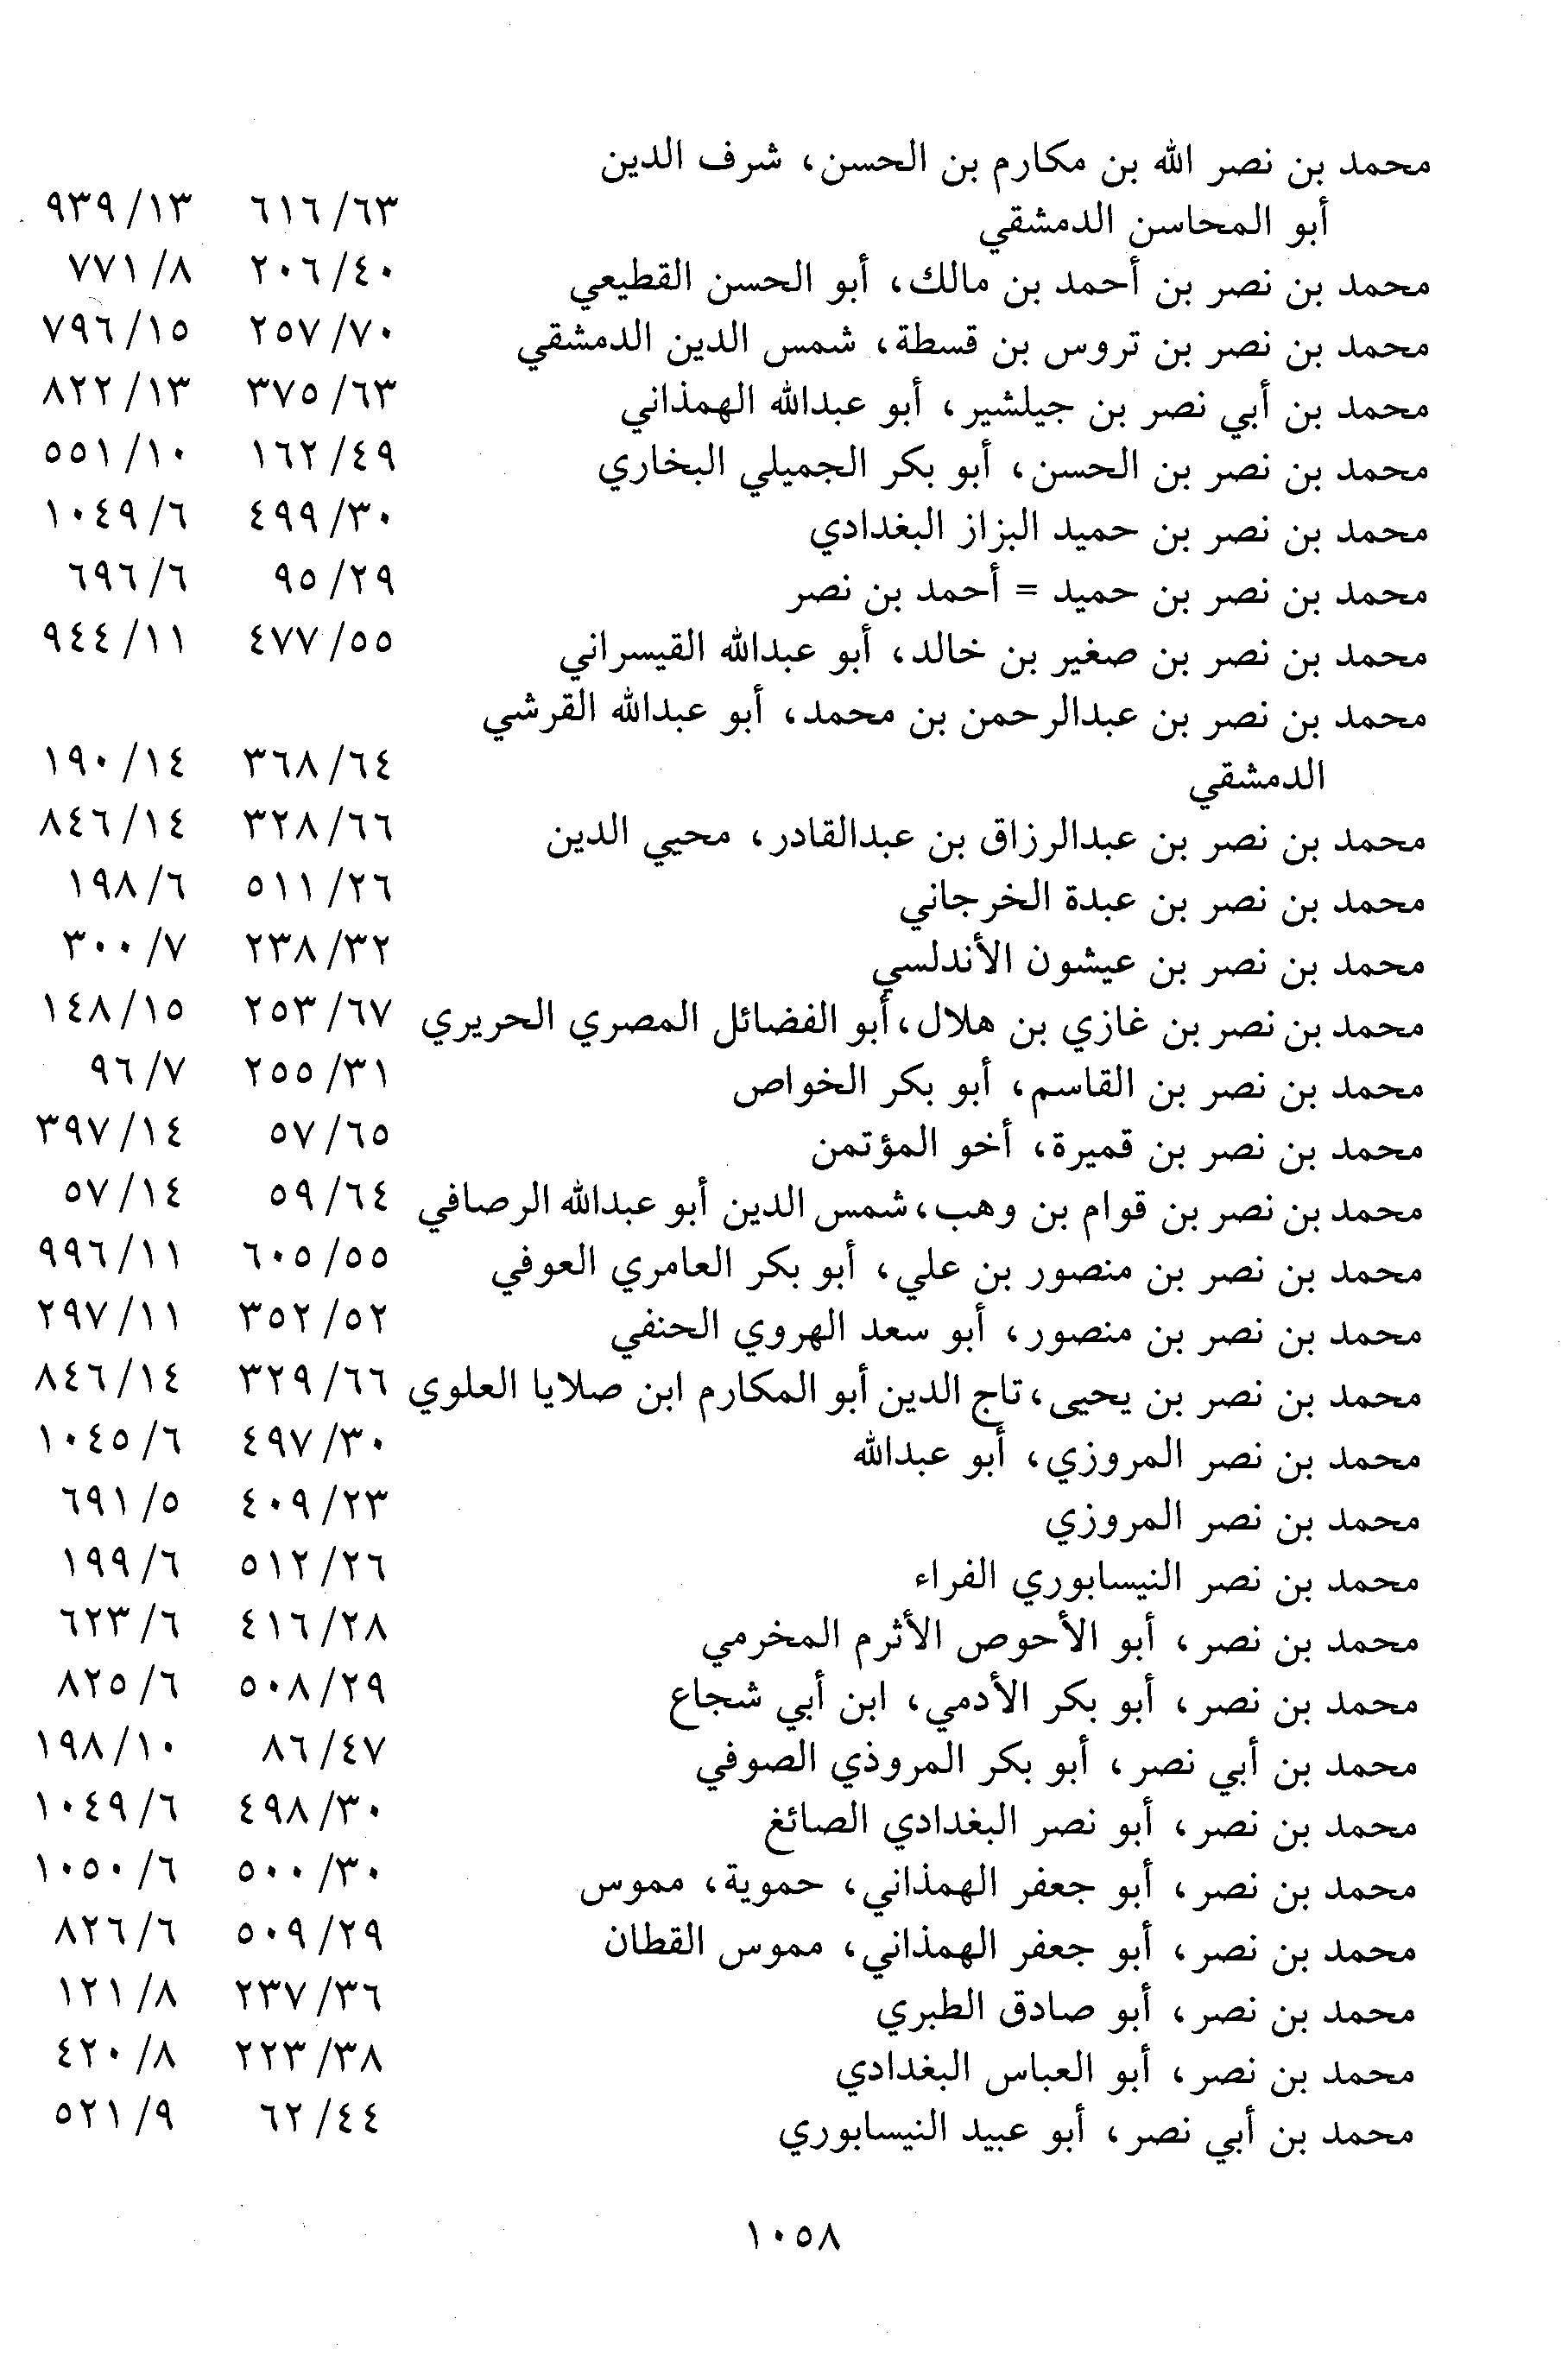 محمد بن نصر الله بن مكارم بن الحسن، شرف الدين
أبو المحاسن الدمشقي ٦١٦/٦٣ ٩٣٩/١٣
محمد بن نصر بن أحمد بن مالك، أبو الحسن القطيعي ٢٠٦/٤٠ ٧٧١/٨
محمد بن نصر بن تروس بن قسطة، شمس الدين الدمشقي ٢٥٧/٧٠ ٧٩٦/١٥
محمد بن أبي نصر بن جيلشير، أبو عبدالله الهمذاني ٣٧٥/٦٣ ٨٢٢/١٣
محمد بن نصر بن الحسن، أبو بكر الجميلي البخاري ١٦٢/٤٩ ٥٥١/١٠
محمد بن نصر بن حميد البزاز البغدادي ٤٩٩/٣٠ ١٠٤٩/٦
محمد بن نصر بن حميد = أحمد بن نصر ٩٥/٢٩ ٦٩٦/٦
محمد بن نصر بن صغير بن خالد، أبو عبدالله القيسراني ٤٧٧/٥٥ ٩٤٤/١١
محمد بن نصر بن عبدالرحمن بن محمد، أبو عبدالله القرشي
الدمشقي ٣٦٨/٦٤ ١٩٠/١٤
محمد بن نصر بن عبدالرزاق بن عبدالقادر، محيي الدين ٣٢٨/٦٦ ٨٤٦/١٤
محمد بن نصر بن عبدة الخرجاني ٥١١/٢٦ ١٩٨/٦
محمد بن نصر بن عيشون الأندلسي ٢٣٨/٣٢ ٣٠٠/٧
محمد بن نصر بن غازي بن هلال، أبو الفضائل المصري الحريري ٢٥٣/٦٧ ١٤٨/١٥
محمد بن نصر بن القاسم، أبو بكر الخواص ٢٥٥/٣١ ٩٦/٧
محمد بن نصر بن قميرة، أخو المؤتمن ٥٧/٦٥ ٣٩٧/١٤
محمد بن نصر بن قوام بن وهب، شمس الدين أبو عبدالله الرصافي ٥٩/٦٤ ٥٧/١٤
محمد بن نصر بن منصور بن علي، أبو بكر العامري العوفي ٦٠٥/٥٥ ٩٩٦/١١
محمد بن نصر بن منصور، أبو سعد الهروي الحنفي ٣٥٢/٥٢ ٢٩٧/١١
محمد بن نصر بن يحيى، تاج الدين أبو المكارم ابن صلايا العلوي ٣٢٩/٦٦ ٨٤٦/١٤
محمد بن نصر المروزي، أبو عبدالله ٤٩٧/٣٠ ١٠٤٥/٦
محمد بن نصر المروزي ٤٠٩/٢٣ ٦٩١/٥
محمد بن نصر النيسابوري الفراء ٥١٢/٢٦ ١٩٩/٦
محمد بن نصر، أبو الأحوص الأثرم المخرمي ٤١٦/٢٨ ٦٢٣/٦
محمد بن نصر، أبو بكر الأدمي، ابن أبي شجاع ٥٠٨/٢٩ ٨٢٥/٦
محمد بن أبي نصر، أبو بكر المروذي الصوفي ٨٦/٤٧ ١٩٨/١٠
محمد بن نصر، أبو نصر البغدادي الصائغ ٤٩٨/٣٠ ١٠٤٩/٦
محمد بن نصر، أبو جعفر الهمذاني، حموية، مموس ٥٠٠/٣٠ ١٠٥٠/٦
محمد بن نصر، أبو جعفر الهمذاني، مموس القطان ٥٠٩/٢٩ ٨٢٦/٦
محمد بن نصر، أبو صادق الطبري ٢٣٧/٣٦ ١٢١/٨
محمد بن نصر، أبو العباس البغدادي ٢٢٣/٣٨ ٤٢٠/٨
محمد بن أبي نصر، أبو عبيد النيسابوري ٦٢/٤٤ ٥٢١/٩
١٠٥٨